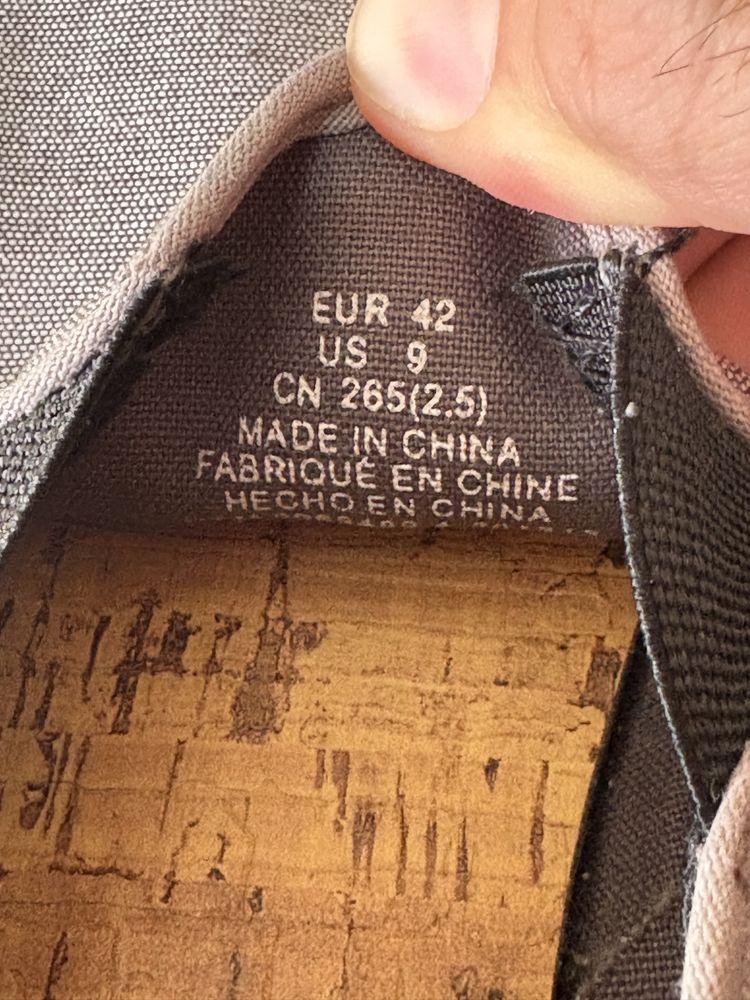 EUR 42
US 9
CN 265(2.5)
MADE IN CHINA
FABRIQUÉ EN CHINE
HECHO EN CHINA